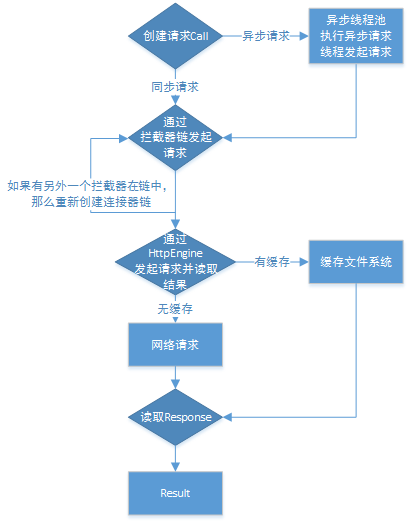 创建请求Call
异步请求
异步线程池
执行异步请求
线程发起请求
同步请求
通过
拦截器链发起
请求
如果有另外一个拦截器在链中,
那么重新创建连接器链
通过
HttpEngine
发起请求并读取
结果
有缓存
缓存文件系统
无缓存
网络请求
读取Response
Result